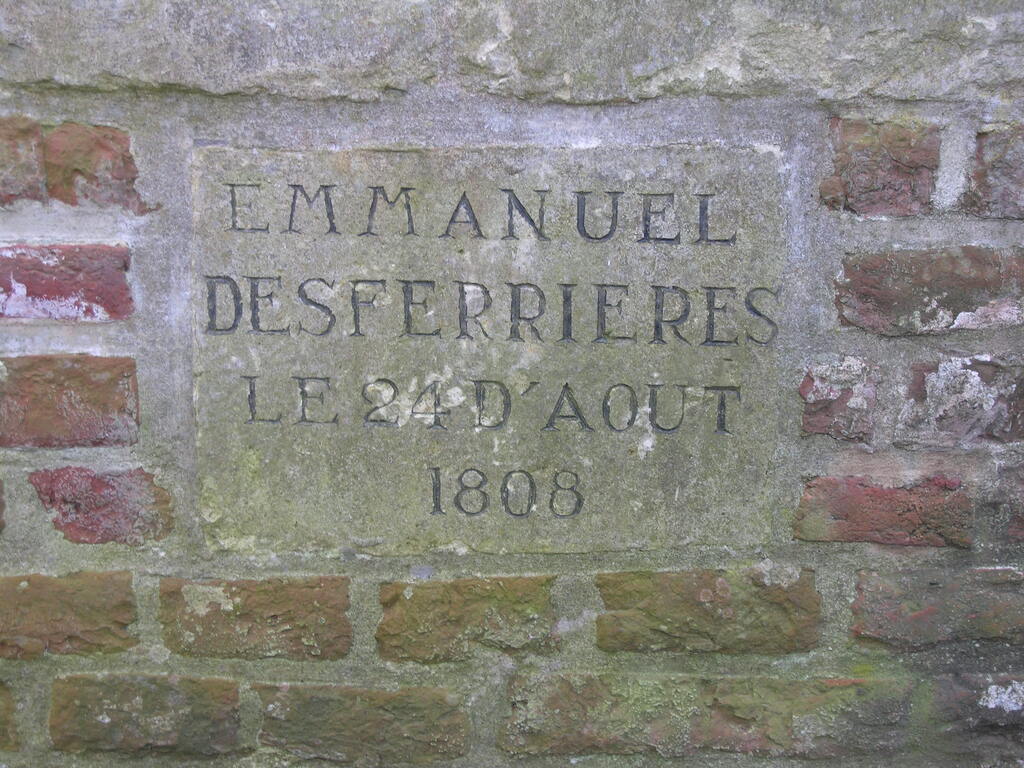 EMMANUEL
DESFERRIERES
LE 24 D'AOUT
1808